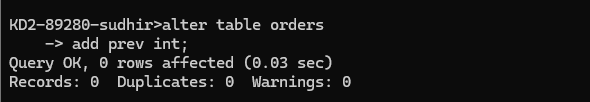 KD2-89280-sudhir>alter table orders
    -> add prev int;
Query OK, 0 rows affected (0.03 sec)
Records: 0  Duplicates: 0  Warnings: 0